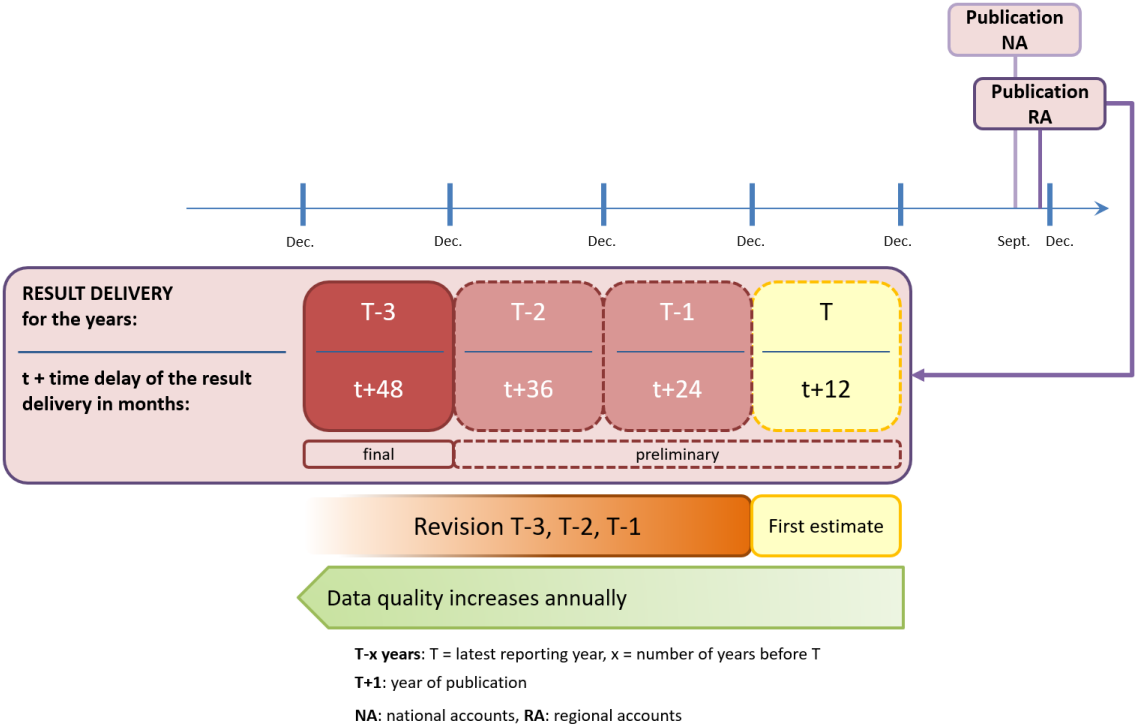 Publication
NA
Publication
RA
Dec.
Dec.
Dec.
Dec.
Dec.
Sept.
Dec.
RESULT DELIVERY
for the years:
T-3
T-2
T-1
T
t + time delay of the result
delivery in months:
t+48
t+36
t+24
t+12
final
preliminary
Revision T-3, T-2, T-1
First estimate
Data quality increases annually
T-x years: T = latest reporting year, x = number of years before T
T+1: year of publication
NA: national accounts, RA: regional accounts